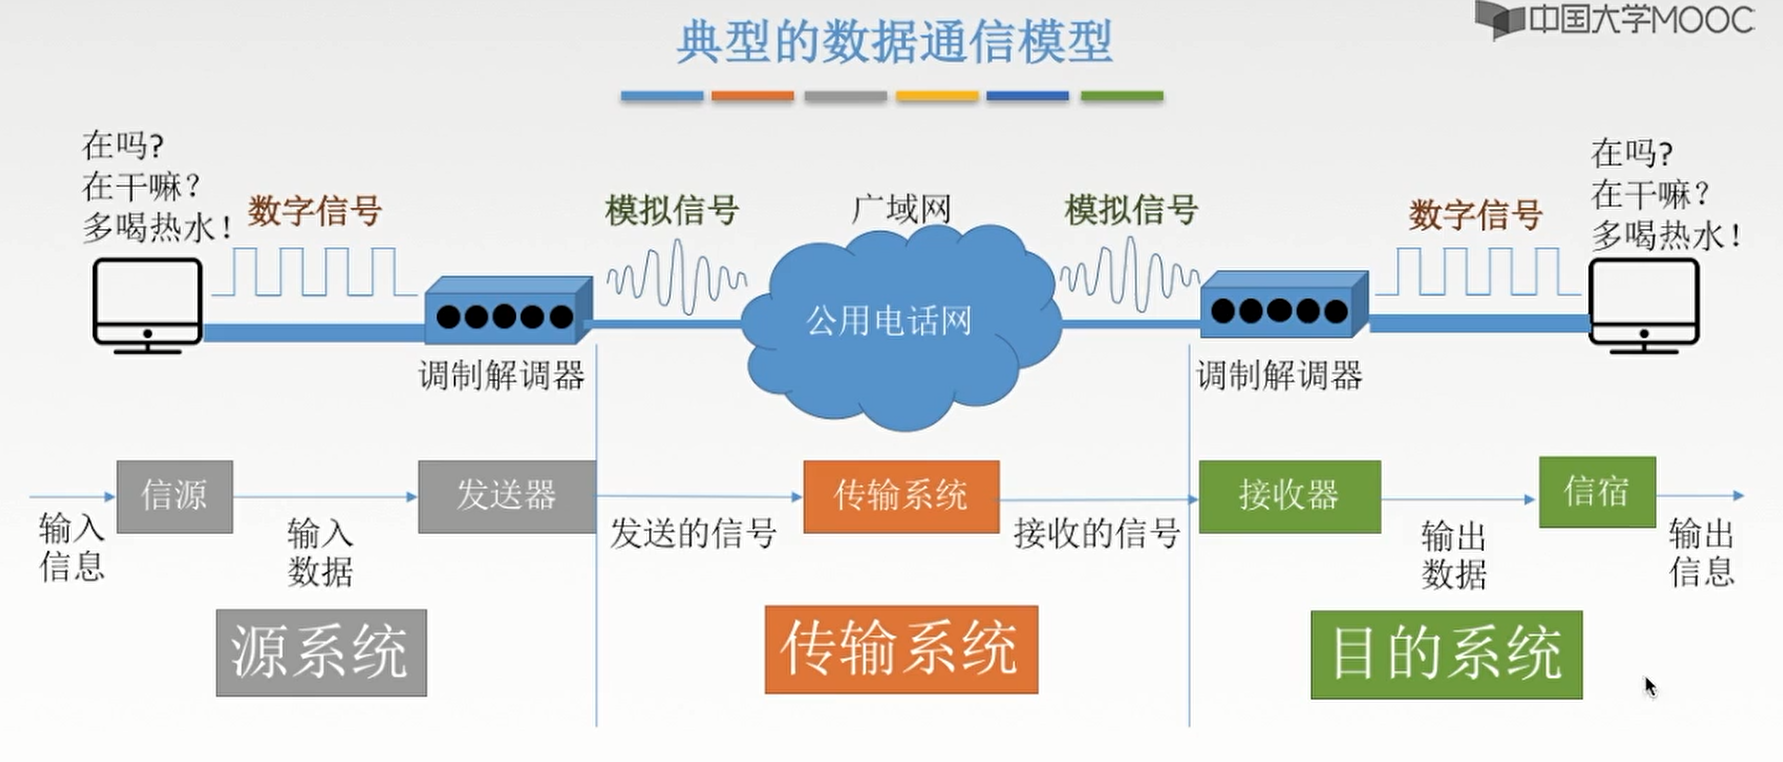 中国大学MOOC
典型的数据通信模型
在吗?
在干嘛?
多喝热水!
数字信号
模拟信号
广域网
模拟信号
数字信号
在吗?
在干嘛?
多喝热水!
公用电话网
调制解调器
调制解调器
信源
发送器
传输系统
接收器
信宿
输入
信息
输入
数据
发送的信号
接收的信号
输出
数据
输出
信息
源系统
传输系统
目的系统